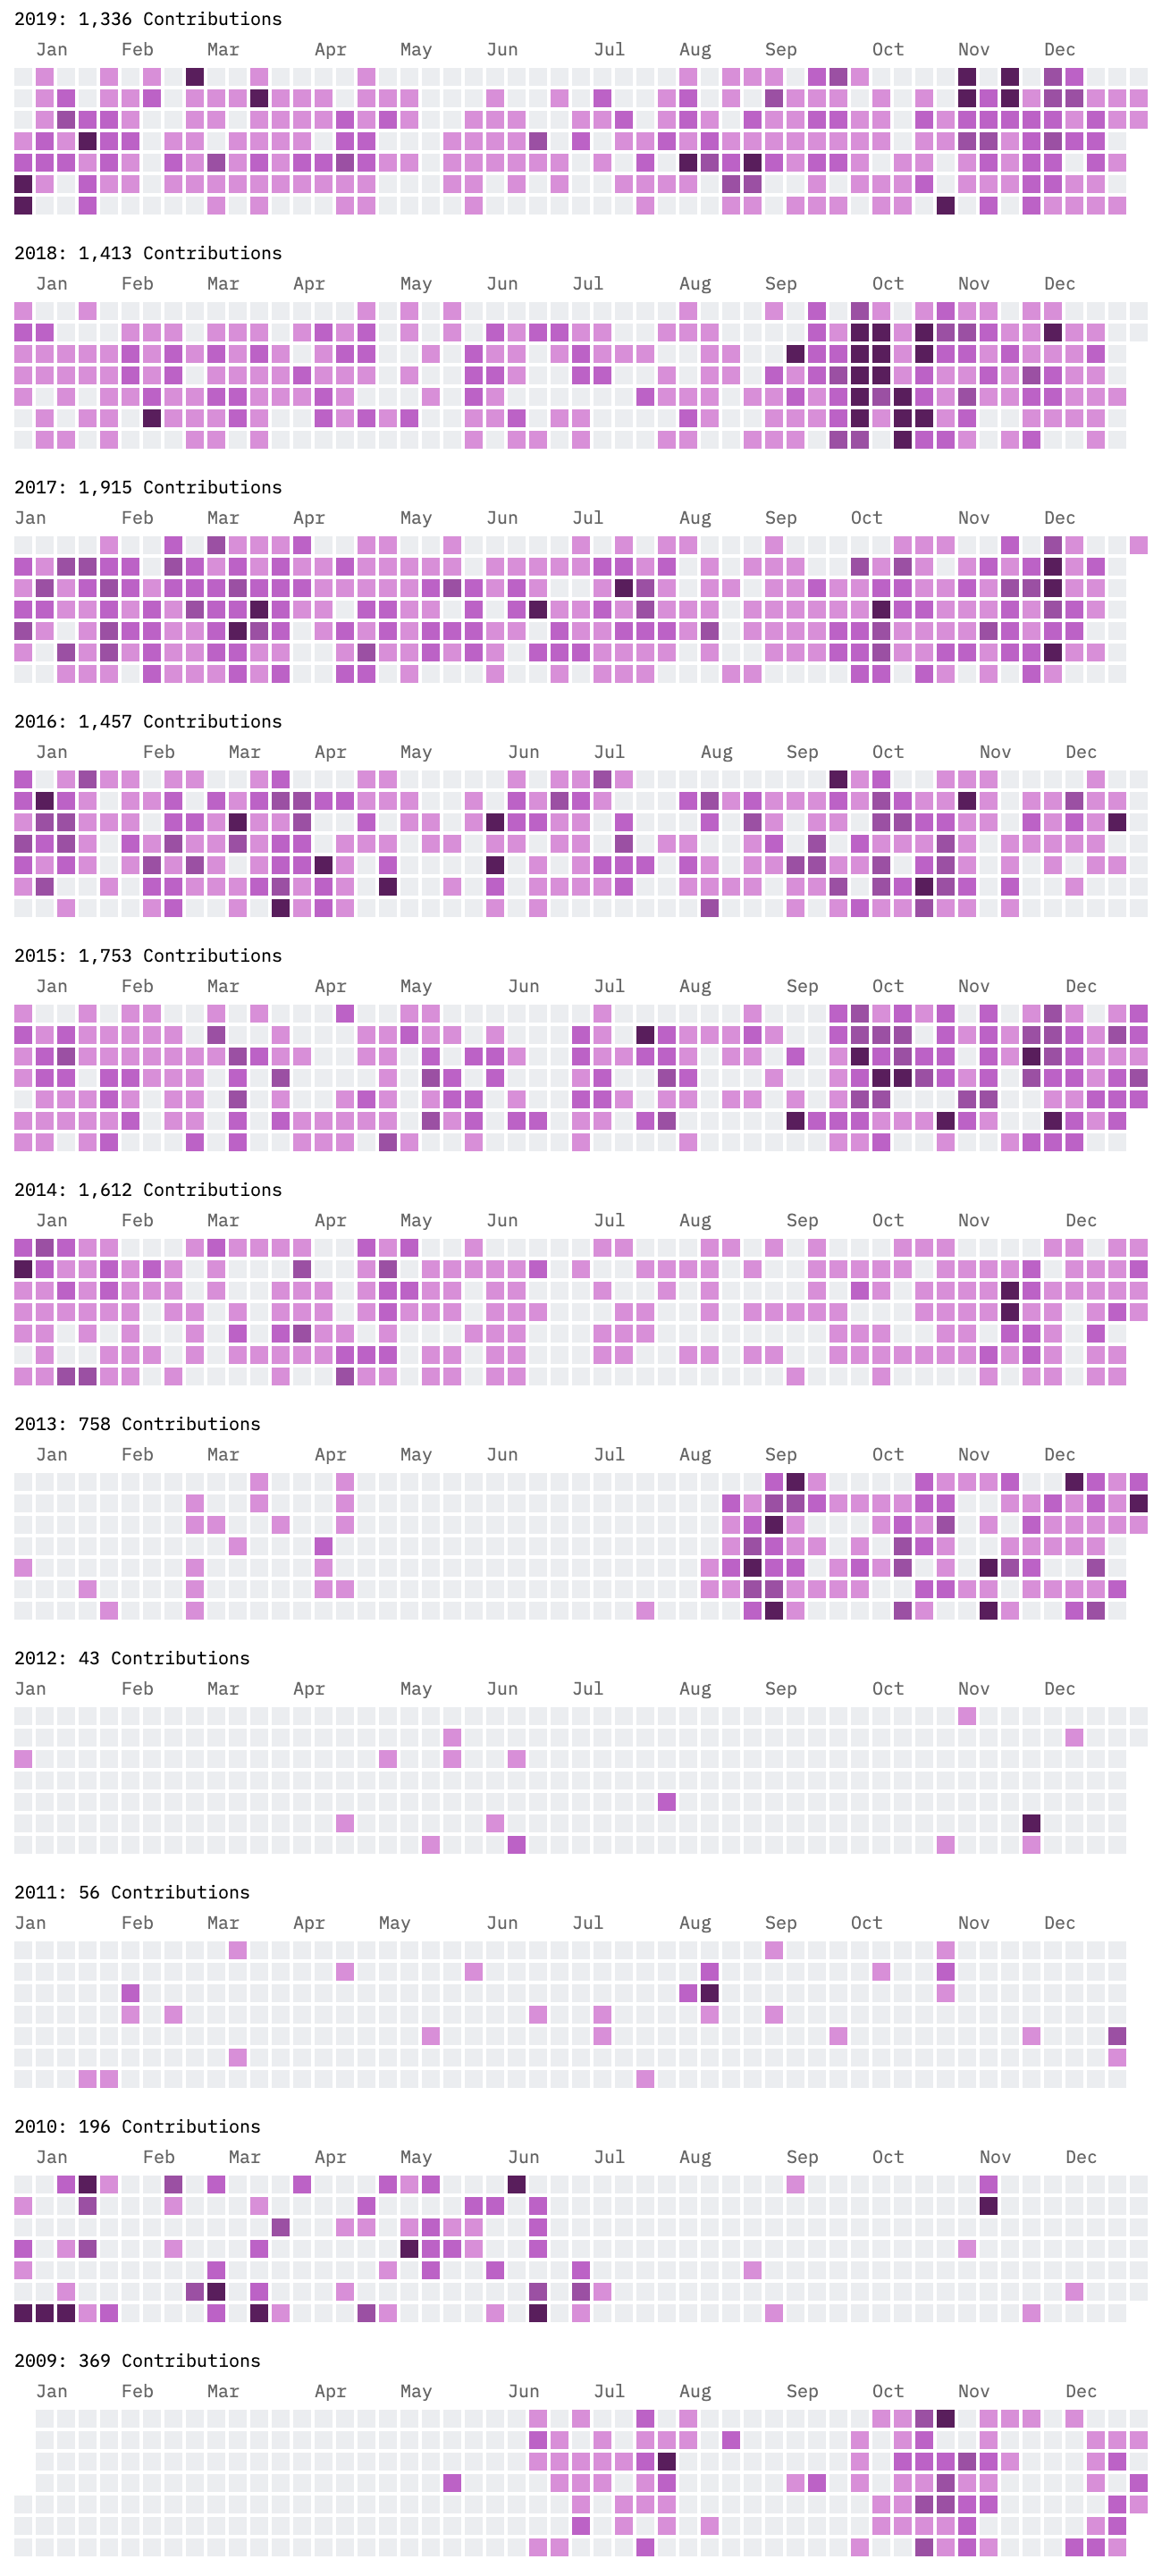 2019: 1,336 Contributions
Jan Feb Mar Apr May Jun Jul Aug Sep Oct Nov Dec
2018: 1,413 Contributions
Jan Feb Mar Apr May Jun Jul Aug Sep Oct Nov Dec
2017: 1,915 Contributions
Jan Feb Mar Apr May Jun Jul Aug Sep Oct Nov Dec
2016: 1,457 Contributions
Jan Feb Mar Apr May Jun Jul Aug Sep Oct Nov Dec
2015: 1,753 Contributions
Jan Feb Mar Apr May Jun Jul Aug Sep Oct Nov Dec
2014: 1,612 Contributions
Jan Feb Mar Apr May Jun Jul Aug Sep Oct Nov Dec
2013: 758 Contributions
Jan Feb Mar Apr May Jun Jul Aug Sep Oct Nov Dec
2012: 43 Contributions
Jan Feb Mar Apr May Jun Jul Aug Sep Oct Nov Dec
2011: 56 Contributions
Jan Feb Mar Apr May Jun Jul Aug Sep Oct Nov Dec
2010: 196 Contributions
Jan Feb Mar Apr May Jun Jul Aug Sep Oct Nov Dec
2009: 369 Contributions
Jan Feb Mar Apr May Jun Jul Aug Sep Oct Nov Dec